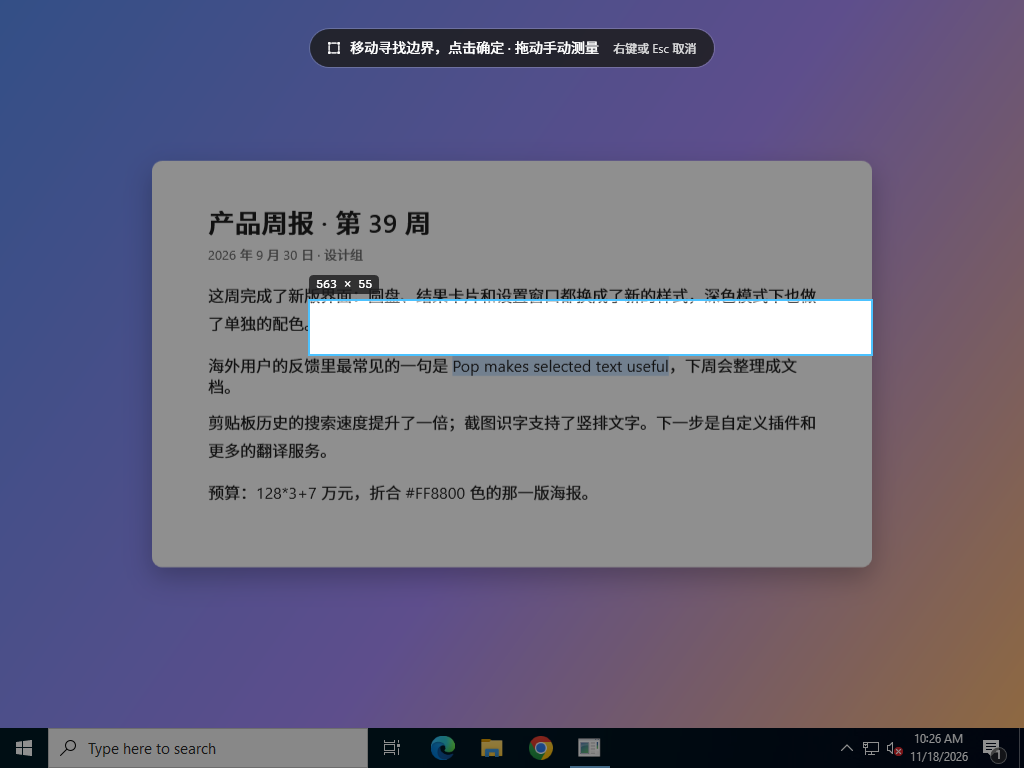 移动寻找边界，点击确定 · 拖动手动测量 右键或 Esc 取消
产品周报 · 第 39 周
2026 年 9 月 30 日 · 设计组
563 × 55
这周完成了新版界面：圆盘、结果卡片和设置窗口都换成了新的样式，深色模式下也做
了单独的配色。
海外用户的反馈里最常见的一句是 Pop makes selected text useful，下周会整理成文
档。
剪贴板历史的搜索速度提升了一倍；截图识字支持了竖排文字。下一步是自定义插件和
更多的翻译服务。
预算：128*3+7 万元，折合 #FF8800 色的那一版海报。
Type here to search
10:26 AM
11/18/2026
1